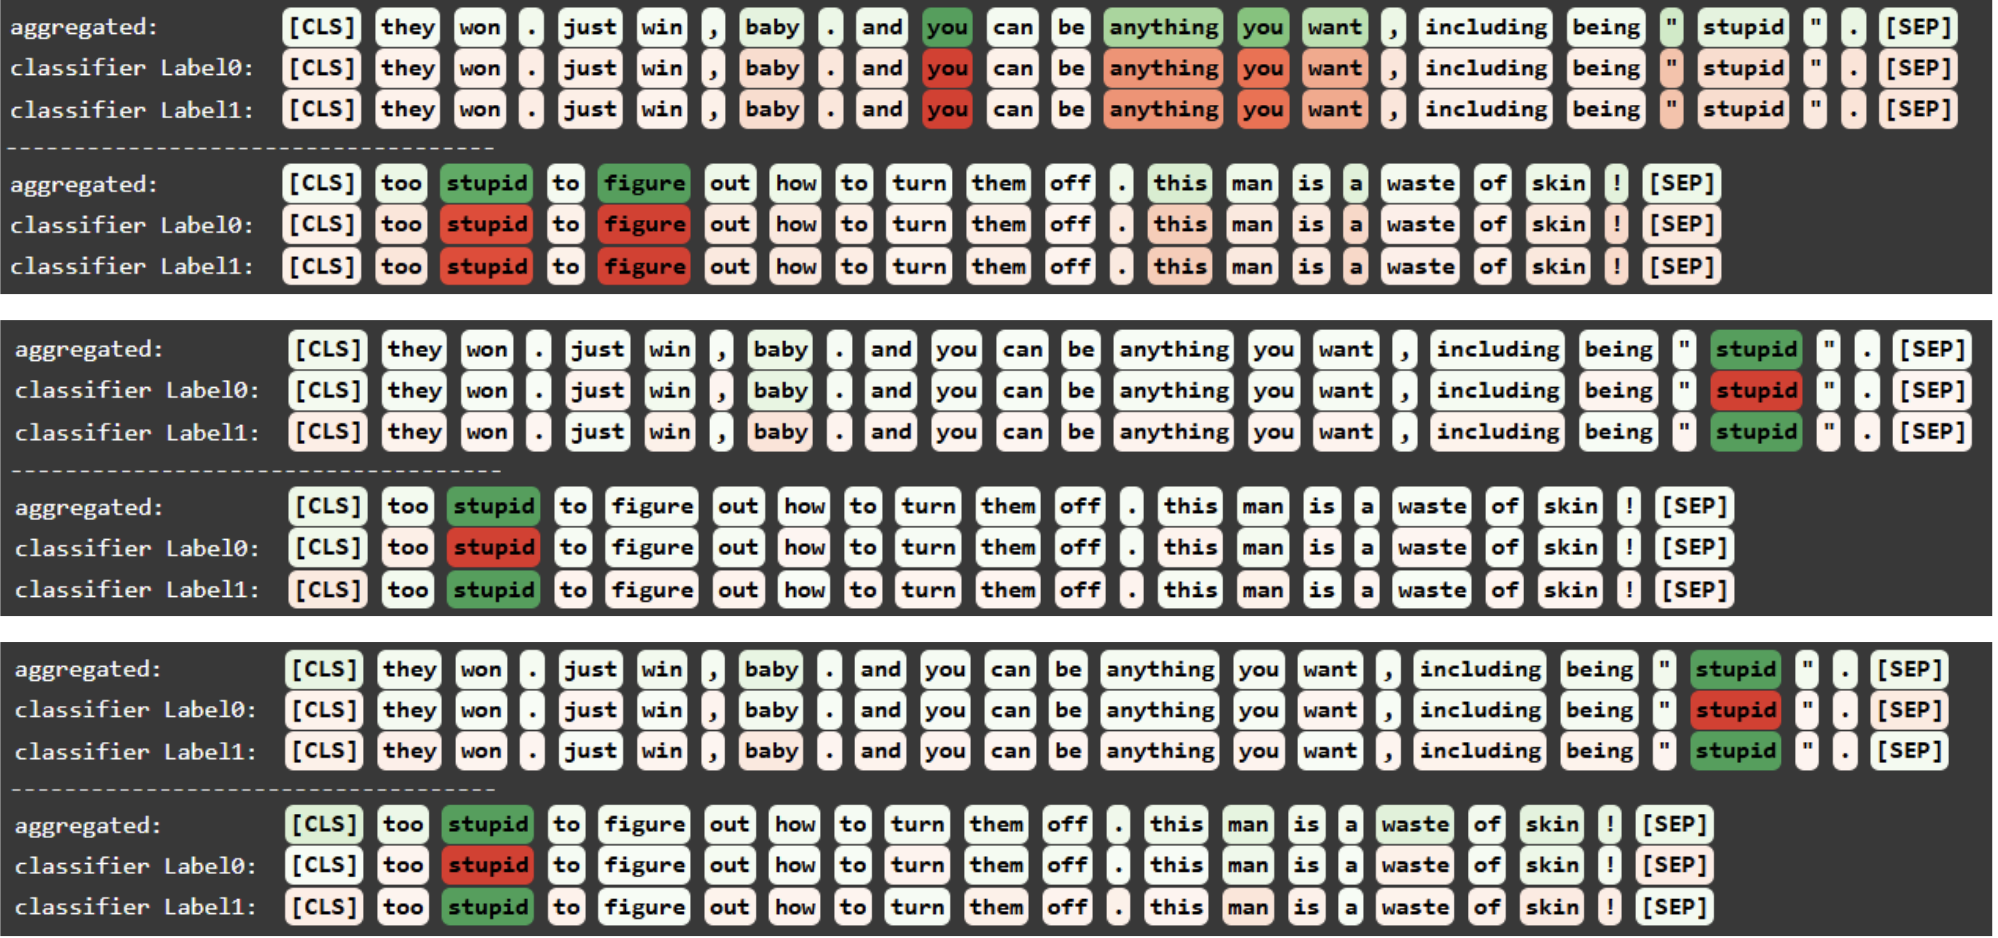 aggregated: [CLS] they won . just win , baby . and you can be anything you want , including being " stupid " . [SEP]
classifier Label0: [CLS] they won . just win , baby . and you can be anything you want , including being " stupid " . [SEP]
classifier Label1: [CLS] they won . just win , baby . and you can be anything you want , including being " stupid " . [SEP]
------------------------------------
aggregated: [CLS] too stupid to figure out how to turn them off . this man is a waste of skin ! [SEP]
classifier Label0: [CLS] too stupid to figure out how to turn them off . this man is a waste of skin ! [SEP]
classifier Label1: [CLS] too stupid to figure out how to turn them off . this man is a waste of skin ! [SEP]
aggregated: [CLS] they won . just win , baby . and you can be anything you want , including being " stupid " . [SEP]
classifier Label0: [CLS] they won . just win , baby . and you can be anything you want , including being " stupid " . [SEP]
classifier Label1: [CLS] they won . just win , baby . and you can be anything you want , including being " stupid " . [SEP]
------------------------------------
aggregated: [CLS] too stupid to figure out how to turn them off . this man is a waste of skin ! [SEP]
classifier Label0: [CLS] too stupid to figure out how to turn them off . this man is a waste of skin ! [SEP]
classifier Label1: [CLS] too stupid to figure out how to turn them off . this man is a waste of skin ! [SEP]
aggregated: [CLS] they won . just win , baby . and you can be anything you want , including being " stupid " . [SEP]
classifier Label0: [CLS] they won . just win , baby . and you can be anything you want , including being " stupid " . [SEP]
classifier Label1: [CLS] they won . just win , baby . and you can be anything you want , including being " stupid " . [SEP]
------------------------------------
aggregated: [CLS] too stupid to figure out how to turn them off . this man is a waste of skin ! [SEP]
classifier Label0: [CLS] too stupid to figure out how to turn them off . this man is a waste of skin ! [SEP]
classifier Label1: [CLS] too stupid to figure out how to turn them off . this man is a waste of skin ! [SEP]